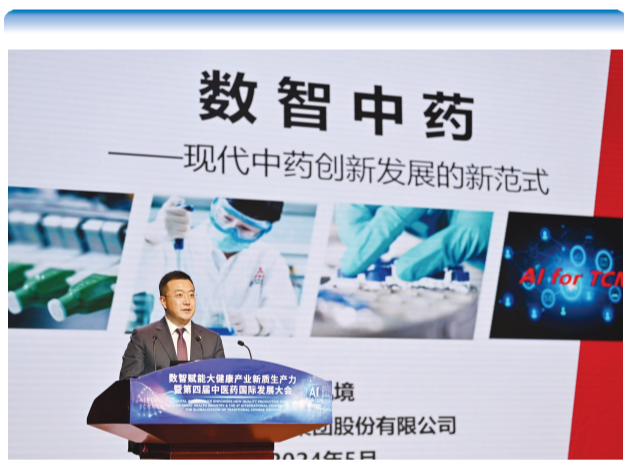 数智中药
——现代中药创新发展的新范式
AI for TCM
数智赋能大健康产业新质生产力
暨第四届中医药国际发展大会
AI
境
集团股份有限公司
2024年5月